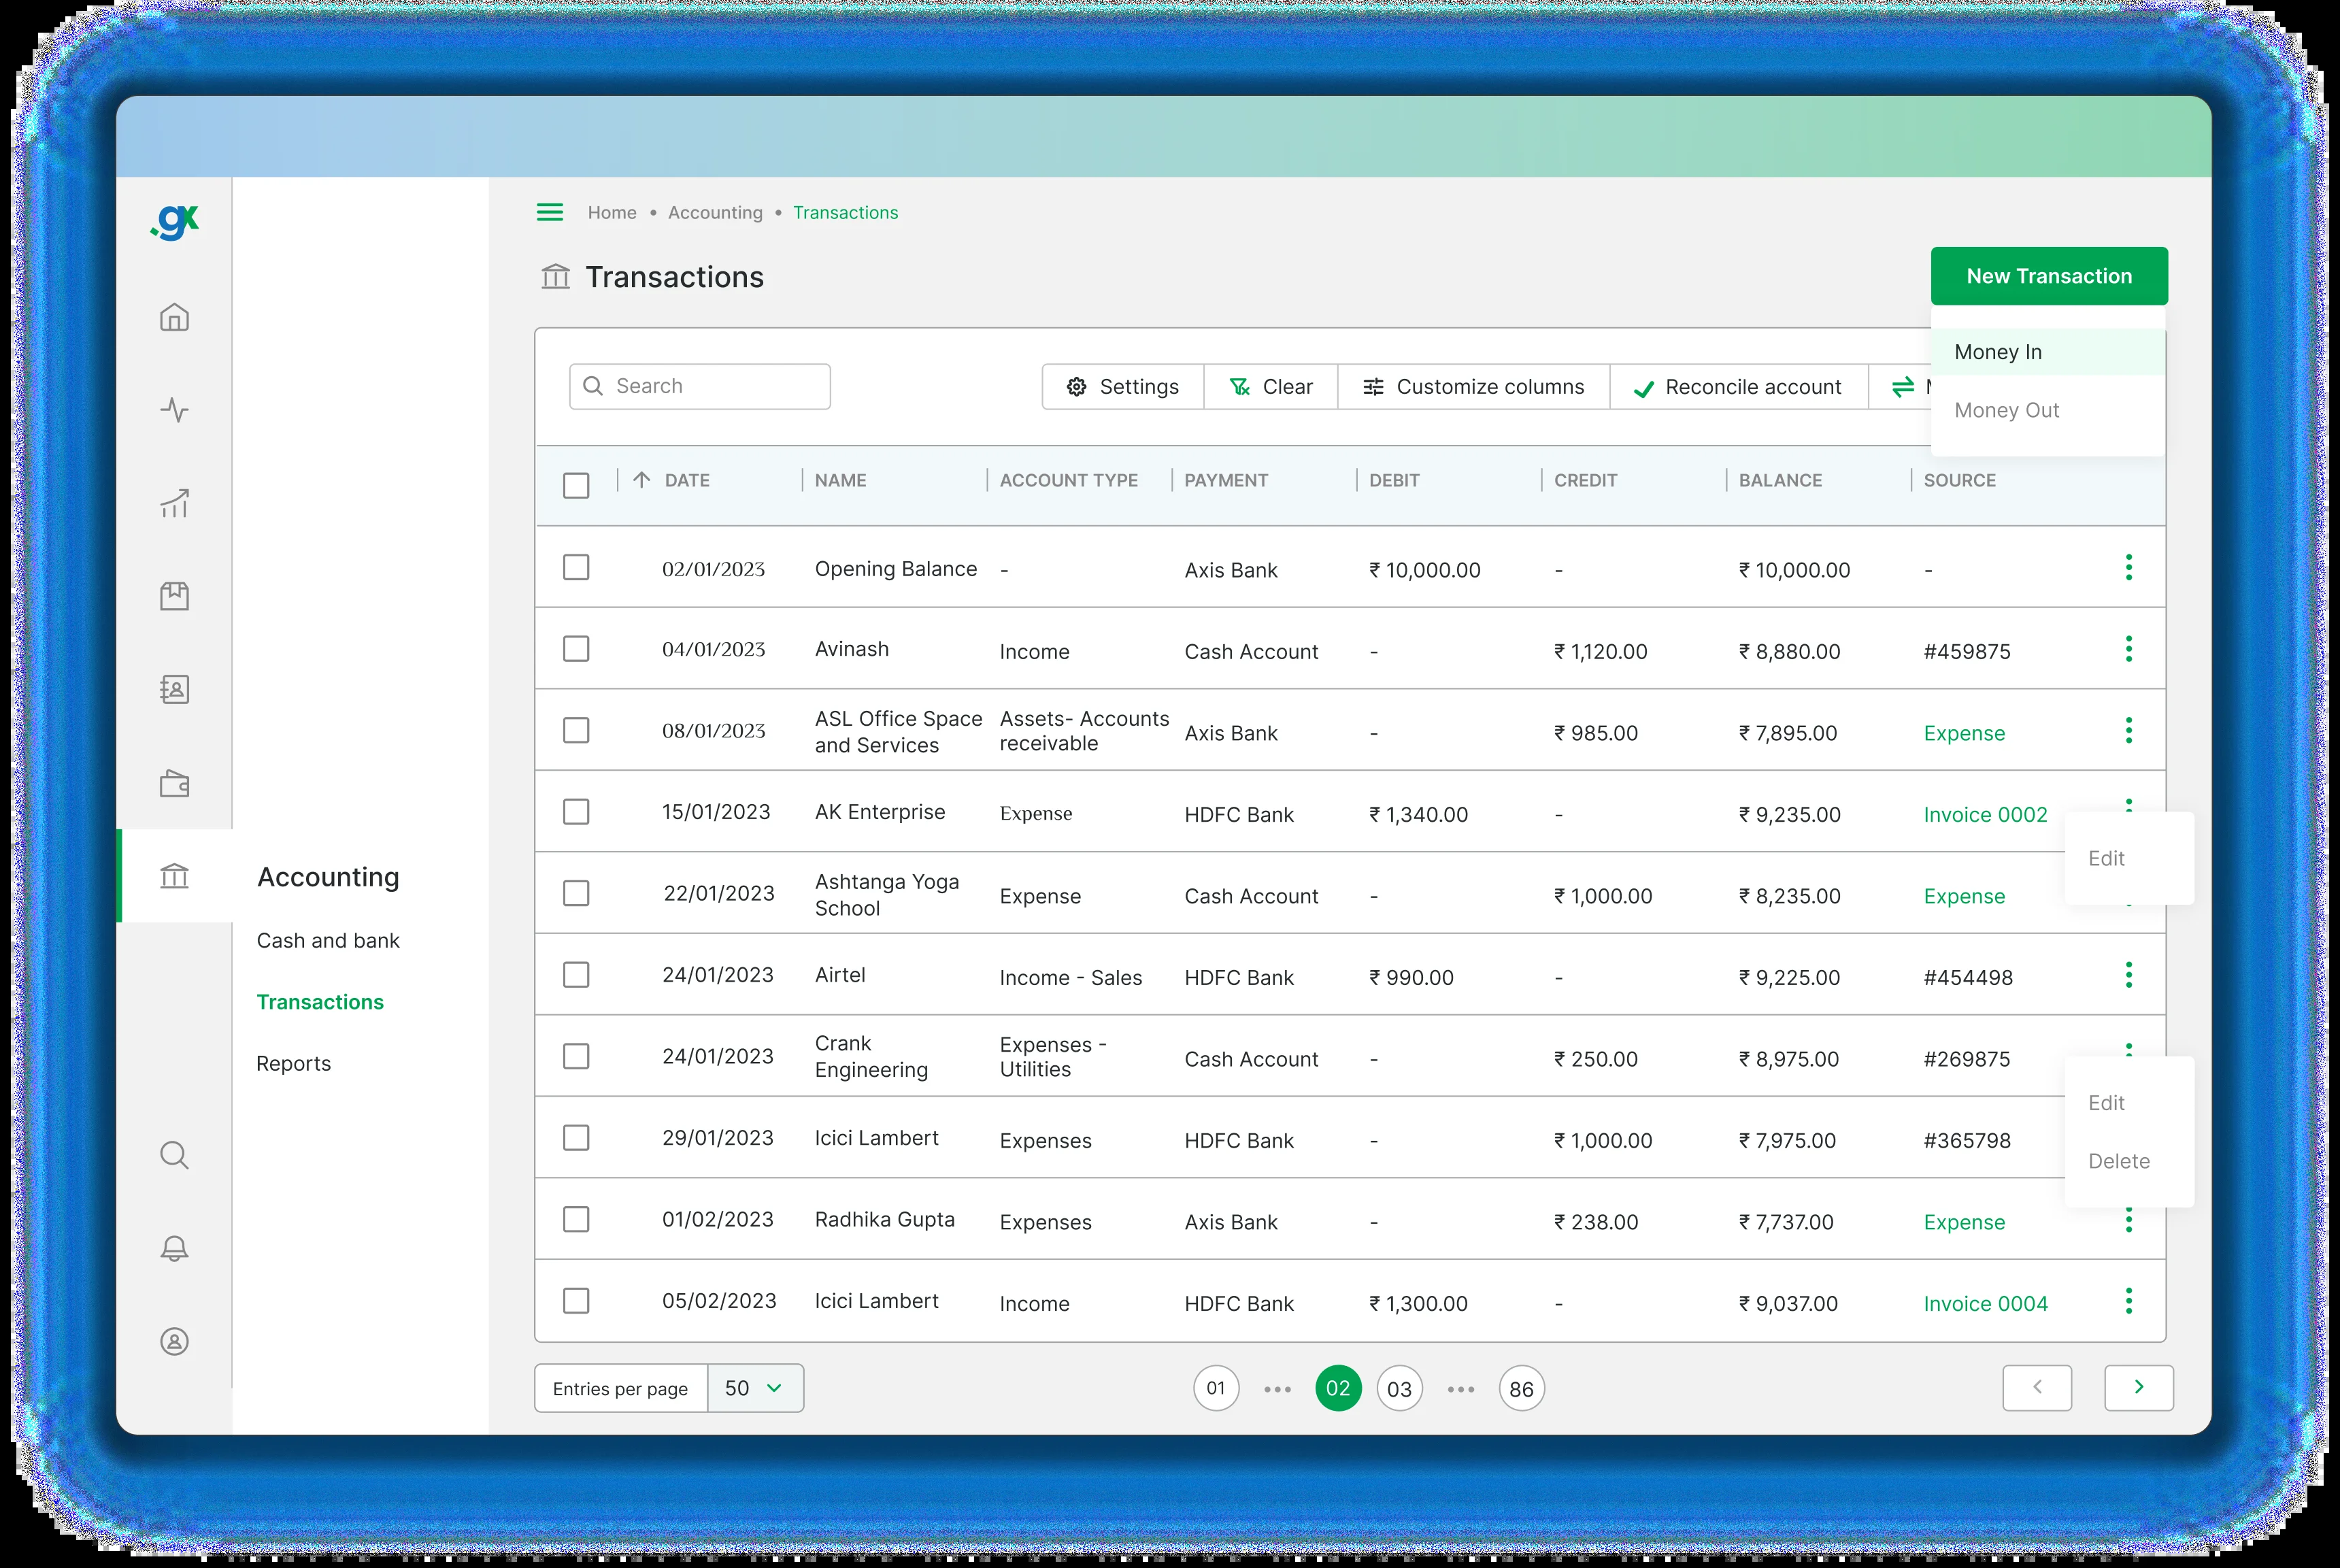 .gx
Home • Accounting • Transactions
Transactions
New Transaction
Money In
Money Out
Search
Settings
Clear
Customize columns
Reconcile account
DATE NAME ACCOUNT TYPE PAYMENT DEBIT CREDIT BALANCE SOURCE
02/01/2023 Opening Balance - Axis Bank ₹ 10,000.00 - ₹ 10,000.00 -
04/01/2023 Avinash Income Cash Account - ₹ 1,120.00 ₹ 8,880.00 #459875
08/01/2023 ASL Office Space and Services Assets- Accounts receivable Axis Bank - ₹ 985.00 ₹ 7,895.00 Expense
15/01/2023 AK Enterprise Expense HDFC Bank ₹ 1,340.00 - ₹ 9,235.00 Invoice 0002
Edit
22/01/2023 Ashtanga Yoga School Expense Cash Account - ₹ 1,000.00 ₹ 8,235.00 Expense
24/01/2023 Airtel Income - Sales HDFC Bank ₹ 990.00 - ₹ 9,225.00 #454498
24/01/2023 Crank Engineering Expenses - Utilities Cash Account - ₹ 250.00 ₹ 8,975.00 #269875
Edit
Delete
29/01/2023 Icici Lambert Expenses HDFC Bank - ₹ 1,000.00 ₹ 7,975.00 #365798
01/02/2023 Radhika Gupta Expenses Axis Bank - ₹ 238.00 ₹ 7,737.00 Expense
05/02/2023 Icici Lambert Income HDFC Bank ₹ 1,300.00 - ₹ 9,037.00 Invoice 0004
Accounting
Cash and bank
Transactions
Reports
Entries per page 50
01 ••• 02 03 ••• 86